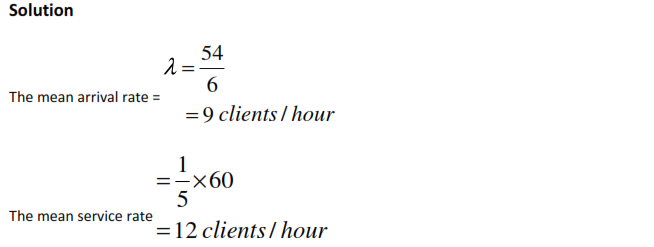 Solution
The mean arrival rate = λ = 54/6
= 9 clients / hour
The mean service rate = 1/5 × 60
= 12 clients / hour